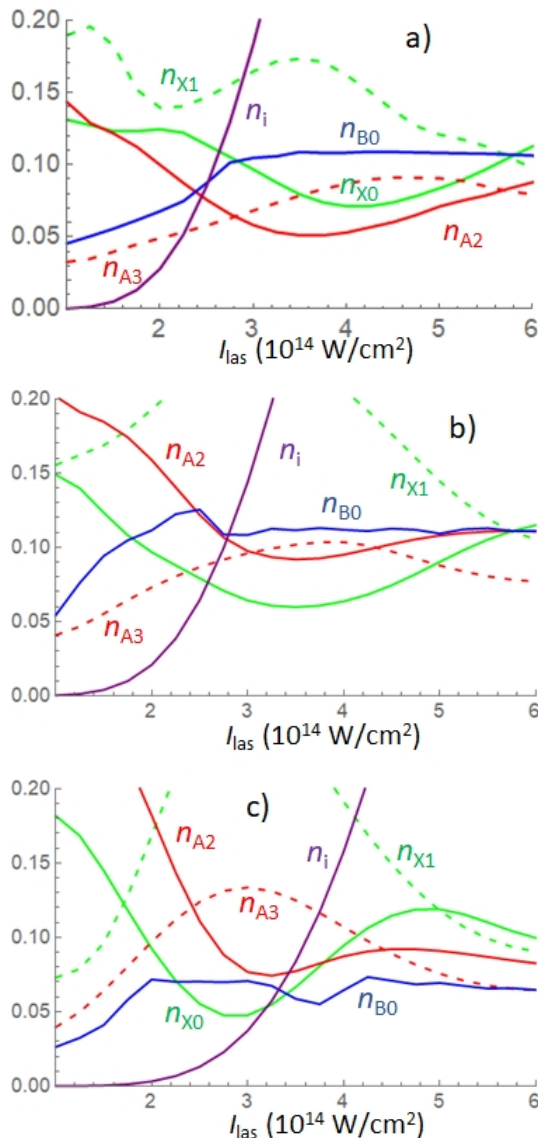 0.20
a)
nX1
ni
0.15
nB0
0.10
nX0
0.05
nA3
nA2
0.00
2 3 4 5 6
Ilas (10¹⁴ W/cm²)
0.20
b)
nA2
ni
nX1
0.15
nB0
0.10
nA3
0.05
0.00
2 3 4 5 6
Ilas (10¹⁴ W/cm²)
0.20
c)
nA2
ni
nX1
0.15
nA3
0.10
0.05
nX0
nB0
0.00
2 3 4 5 6
Ilas (10¹⁴ W/cm²)